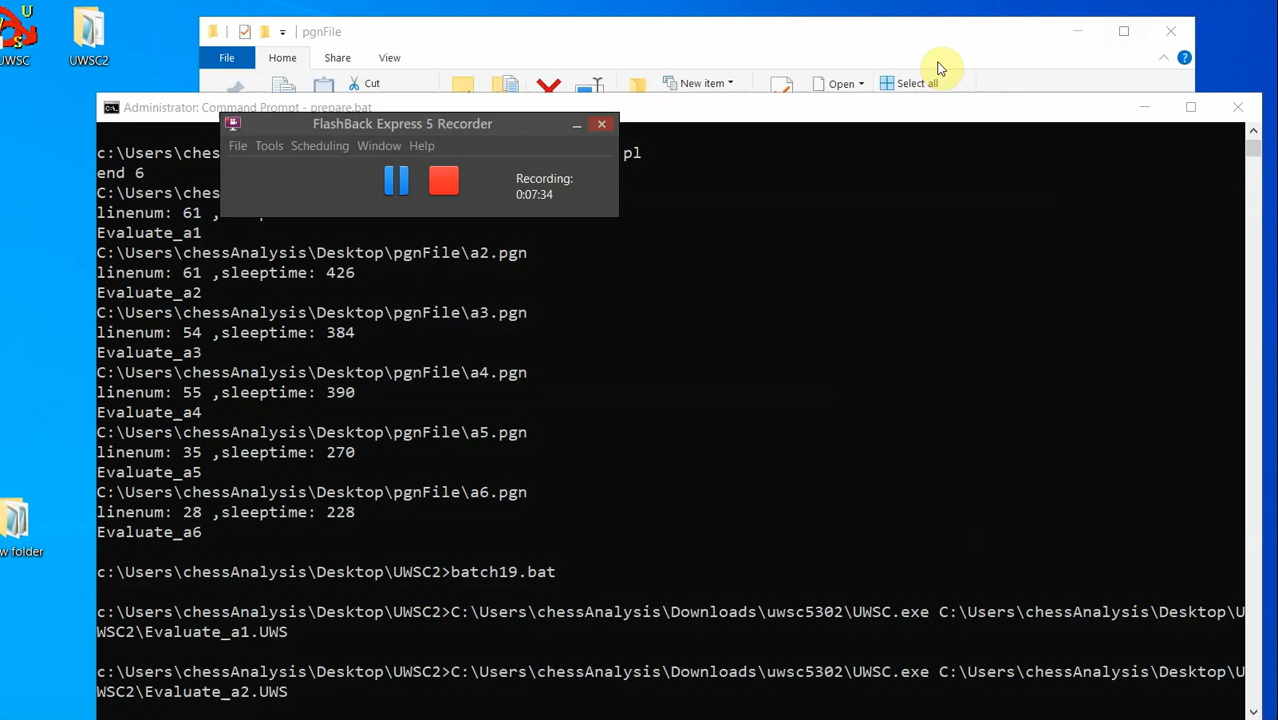 U
S
UWSC
UWSC2
pgnFile
File
Home
Share
View
Cut
New item
Open
Select all
Administrator: Command Prompt - prepare.bat
FlashBack Express 5 Recorder
File Tools Scheduling Window Help
Recording:
0:07:34
c:\Users\chess
pl
end 6
C:\Users\chess
linenum: 61 ,
Evaluate_a1
C:\Users\chessAnalysis\Desktop\pgnFile\a2.pgn
linenum: 61 ,sleeptime: 426
Evaluate_a2
C:\Users\chessAnalysis\Desktop\pgnFile\a3.pgn
linenum: 54 ,sleeptime: 384
Evaluate_a3
C:\Users\chessAnalysis\Desktop\pgnFile\a4.pgn
linenum: 55 ,sleeptime: 390
Evaluate_a4
C:\Users\chessAnalysis\Desktop\pgnFile\a5.pgn
linenum: 35 ,sleeptime: 270
Evaluate_a5
C:\Users\chessAnalysis\Desktop\pgnFile\a6.pgn
linenum: 28 ,sleeptime: 228
Evaluate_a6
w folder
c:\Users\chessAnalysis\Desktop\UWSC2>batch19.bat
c:\Users\chessAnalysis\Desktop\UWSC2>C:\Users\chessAnalysis\Downloads\uwsc5302\UWSC.exe C:\Users\chessAnalysis\Desktop\U
WSC2\Evaluate_a1.UWS
c:\Users\chessAnalysis\Desktop\UWSC2>C:\Users\chessAnalysis\Downloads\uwsc5302\UWSC.exe C:\Users\chessAnalysis\Desktop\U
WSC2\Evaluate_a2.UWS